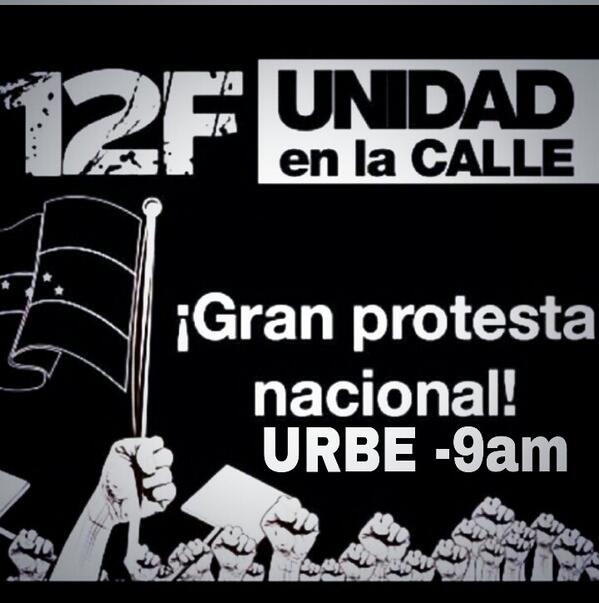 12F
UNIDAD
en la CALLE
¡Gran protesta
nacional!
URBE -9am